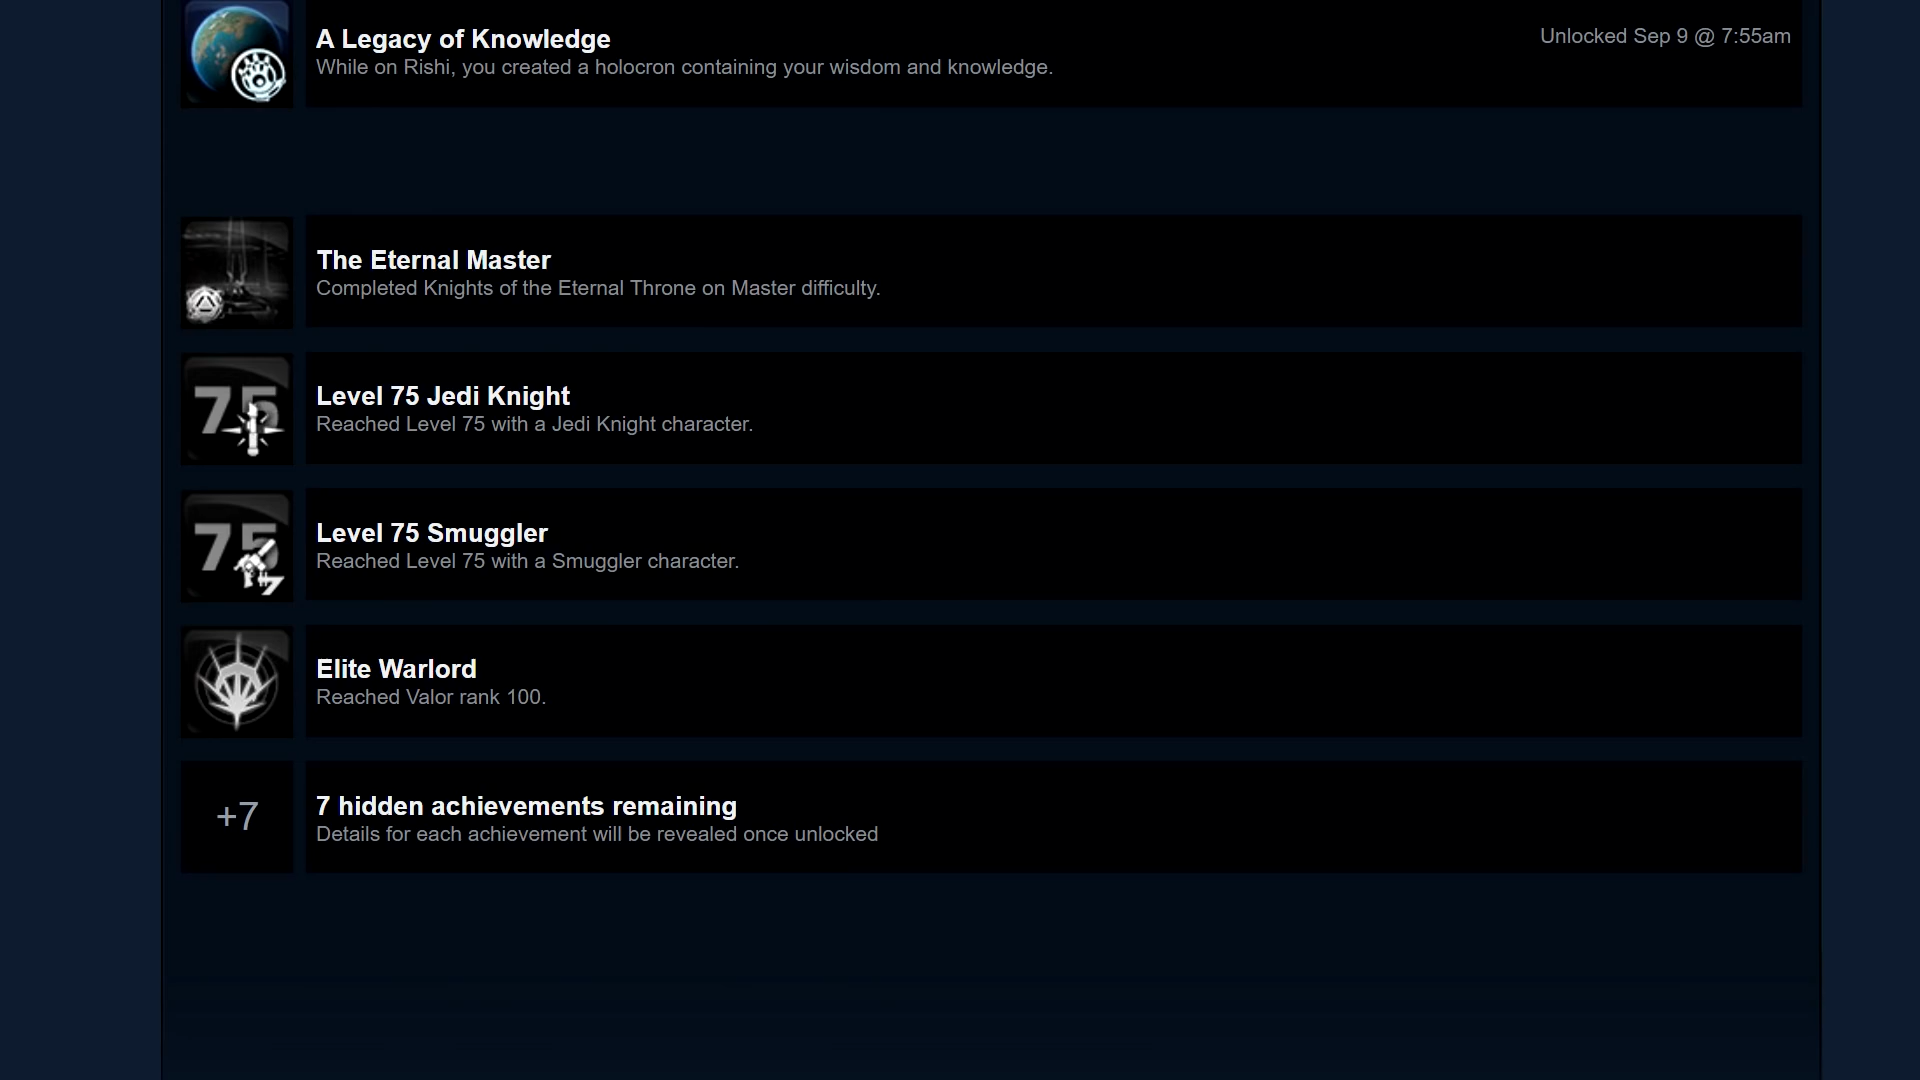 A Legacy of Knowledge
Unlocked Sep 9 @ 7:55am
While on Rishi, you created a holocron containing your wisdom and knowledge.
The Eternal Master
Completed Knights of the Eternal Throne on Master difficulty.
75
Level 75 Jedi Knight
Reached Level 75 with a Jedi Knight character.
75
Level 75 Smuggler
Reached Level 75 with a Smuggler character.
Elite Warlord
Reached Valor rank 100.
+7
7 hidden achievements remaining
Details for each achievement will be revealed once unlocked